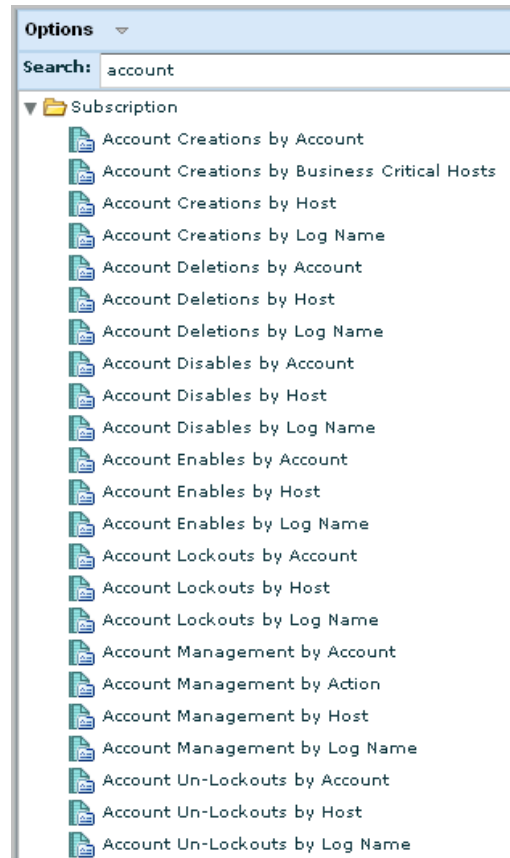 Options
Search: account
Subscription
Account Creations by Account
Account Creations by Business Critical Hosts
Account Creations by Host
Account Creations by Log Name
Account Deletions by Account
Account Deletions by Host
Account Deletions by Log Name
Account Disables by Account
Account Disables by Host
Account Disables by Log Name
Account Enables by Account
Account Enables by Host
Account Enables by Log Name
Account Lockouts by Account
Account Lockouts by Host
Account Lockouts by Log Name
Account Management by Account
Account Management by Action
Account Management by Host
Account Management by Log Name
Account Un-Lockouts by Account
Account Un-Lockouts by Host
Account Un-Lockouts by Log Name